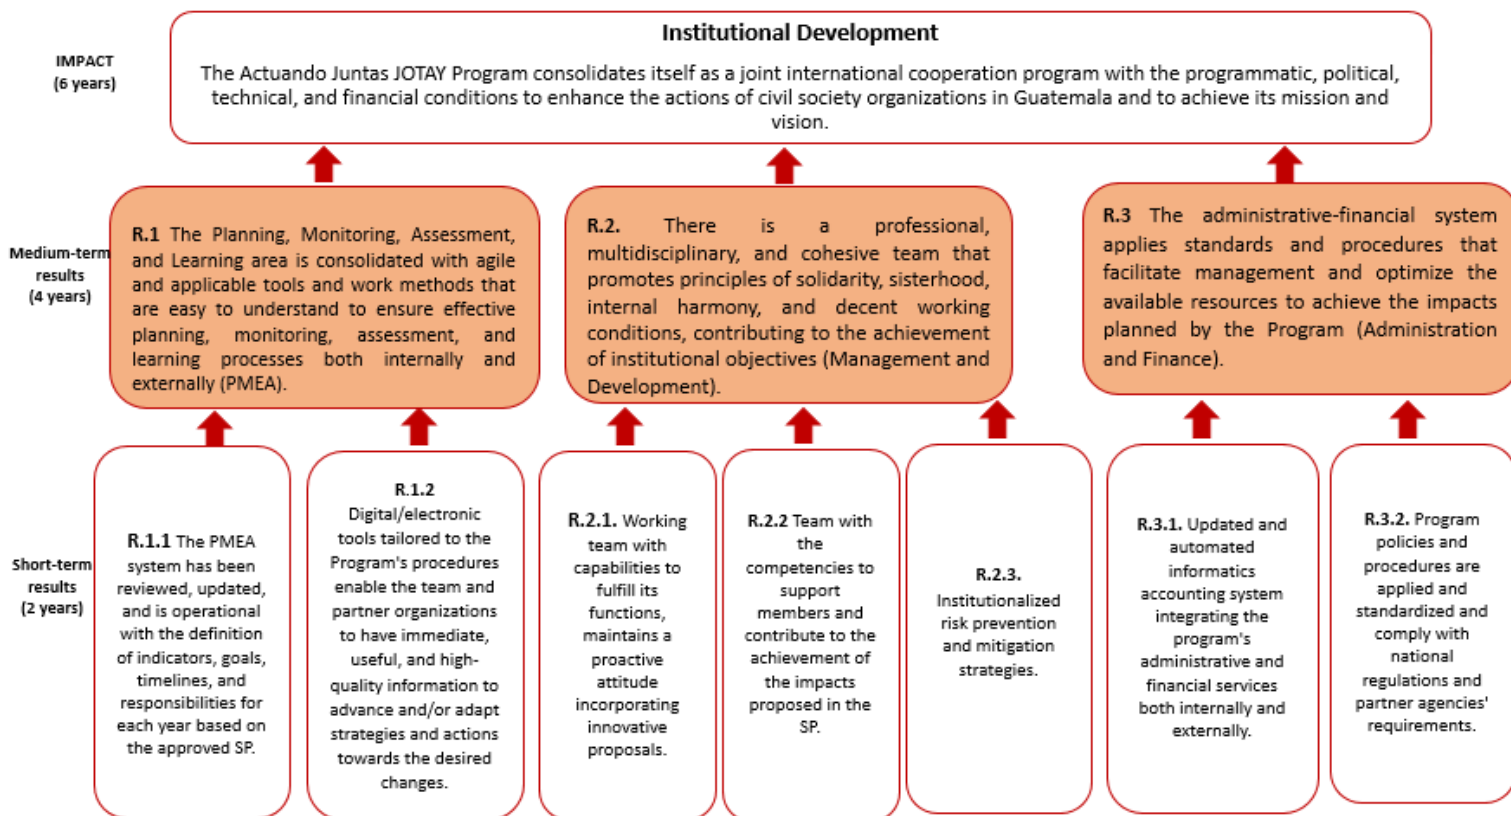 Institutional Development
IMPACT
(6 years)
The Actuando Juntas JOTAY Program consolidates itself as a joint international cooperation program with the programmatic, political,
technical, and financial conditions to enhance the actions of civil society organizations in Guatemala and to achieve its mission and
vision.
Medium-term
results
(4 years)
R.1 The Planning, Monitoring, Assessment,
and Learning area is consolidated with agile
and applicable tools and work methods that
are easy to understand to ensure effective
planning, monitoring, assessment, and
learning processes both internally and
externally (PMEA).
R.2. There is a professional,
multidisciplinary, and cohesive team that
promotes principles of solidarity, sisterhood,
internal harmony, and decent working
conditions, contributing to the achievement
of institutional objectives (Management and
Development).
R.3 The administrative-financial system
applies standards and procedures that
facilitate management and optimize the
available resources to achieve the impacts
planned by the Program (Administration
and Finance).
Short-term
results
(2 years)
R.1.1 The PMEA
system has been
reviewed, updated,
and is operational
with the definition
of indicators, goals,
timelines, and
responsibilities for
each year based on
the approved SP.
R.1.2
Digital/electronic
tools tailored to the
Program's procedures
enable the team and
partner organizations
to have immediate,
useful, and high-
quality information to
advance and/or adapt
strategies and actions
towards the desired
changes.
R.2.1. Working
team with
capabilities to
fulfill its
functions,
maintains a
proactive
attitude
incorporating
innovative
proposals.
R.2.2 Team with
the
competencies to
support
members and
contribute to the
achievement of
the impacts
proposed in the
SP.
R.2.3.
Institutionalized
risk prevention
and mitigation
strategies.
R.3.1. Updated and
automated
informatics
accounting system
integrating the
program's
administrative and
financial services
both internally and
externally.
R.3.2. Program
policies and
procedures are
applied and
standardized and
comply with
national
regulations and
partner agencies'
requirements.